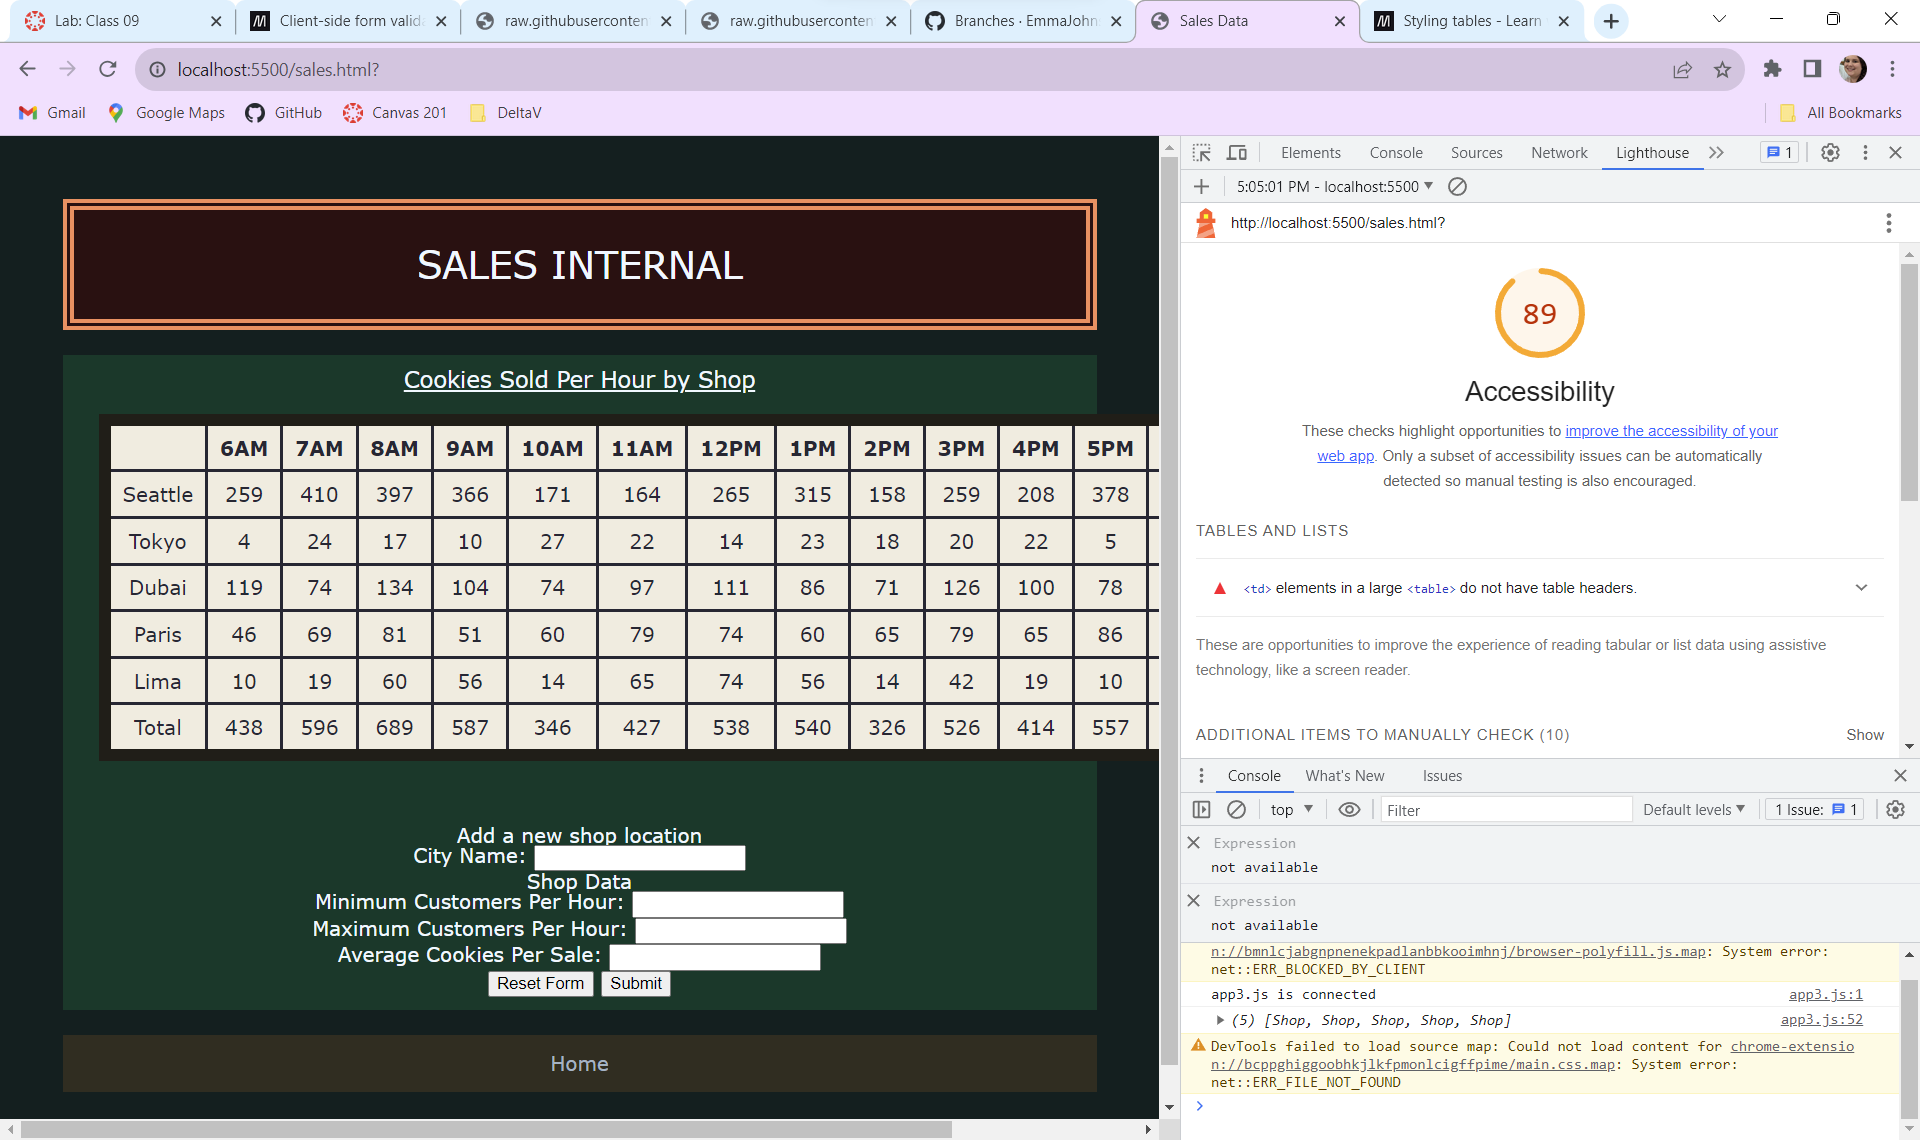 Lab: Class 09
Client-side form valida
raw.githubuserconten
raw.githubuserconten
Branches · EmmaJohn
Sales Data
Styling tables - Learn
localhost:5500/sales.html?
Gmail
Google Maps
GitHub
Canvas 201
DeltaV
All Bookmarks
SALES INTERNAL
Cookies Sold Per Hour by Shop
6AM 7AM 8AM 9AM 10AM 11AM 12PM 1PM 2PM 3PM 4PM 5PM
Seattle 259 410 397 366 171 164 265 315 158 259 208 378
Tokyo 4 24 17 10 27 22 14 23 18 20 22 5
Dubai 119 74 134 104 74 97 111 86 71 126 100 78
Paris 46 69 81 51 60 79 74 60 65 79 65 86
Lima 10 19 60 56 14 65 74 56 14 42 19 10
Total 438 596 689 587 346 427 538 540 326 526 414 557
Add a new shop location
City Name:
Shop Data
Minimum Customers Per Hour:
Maximum Customers Per Hour:
Average Cookies Per Sale:
Reset Form Submit
Home
Elements Console Sources Network Lighthouse 1
5:05:01 PM - localhost:5500
http://localhost:5500/sales.html?
89
Accessibility
These checks highlight opportunities to improve the accessibility of your
web app. Only a subset of accessibility issues can be automatically
detected so manual testing is also encouraged.
TABLES AND LISTS
<td> elements in a large <table> do not have table headers.
These are opportunities to improve the experience of reading tabular or list data using assistive
technology, like a screen reader.
ADDITIONAL ITEMS TO MANUALLY CHECK (10) Show
Console What's New Issues
top Filter Default levels 1 Issue: 1
Expression
not available
Expression
not available
n://bmnlcjabgnpnenekpadlanbbkooimhnj/browser-polyfill.js.map: System error:
net::ERR_BLOCKED_BY_CLIENT
app3.js is connected app3.js:1
(5) [Shop, Shop, Shop, Shop, Shop] app3.js:52
DevTools failed to load source map: Could not load content for chrome-extensio
n://bcppghiggoobhkjlkfpmonlcigffpime/main.css.map: System error:
net::ERR_FILE_NOT_FOUND